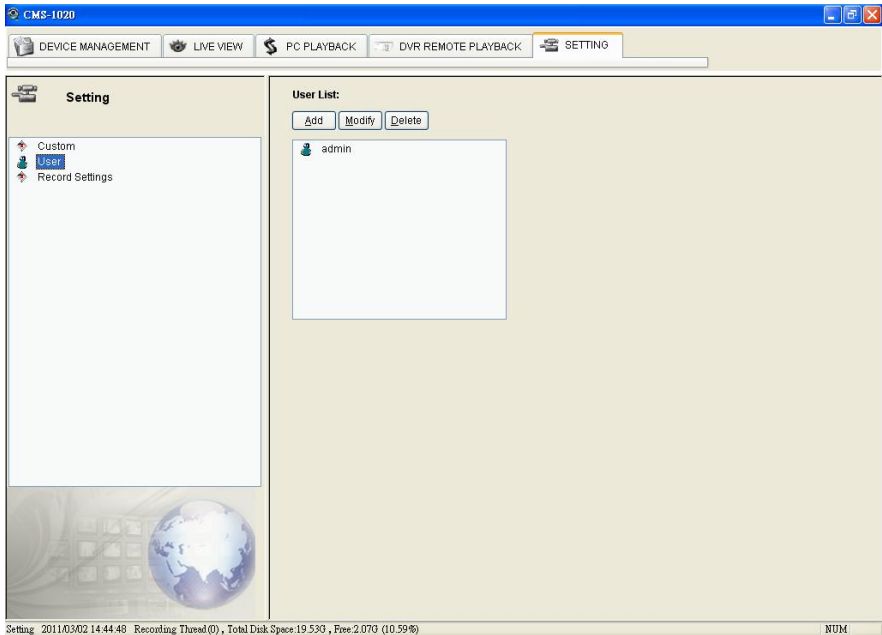 CMS-1020
DEVICE MANAGEMENT
LIVE VIEW
PC PLAYBACK
DVR REMOTE PLAYBACK
SETTING
Setting
Custom
User
Record Settings
User List:
Add
Modify
Delete
admin
Setting 2011/03/02 14:44:48 Recording Thread(0) , Total Disk Space:19.53G , Free:2.07G (10.59%)
NUM